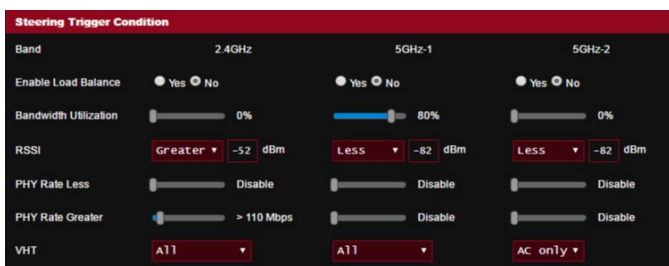 Steering Trigger Condition
Band 2.4GHz 5GHz-1 5GHz-2
Enable Load Balance Yes No Yes No Yes No
Bandwidth Utilization 0% 80% 0%
RSSI Greater -52 dBm Less -82 dBm Less -82 dBm
PHY Rate Less Disable Disable Disable
PHY Rate Greater > 110 Mbps Disable Disable
VHT All All AC only